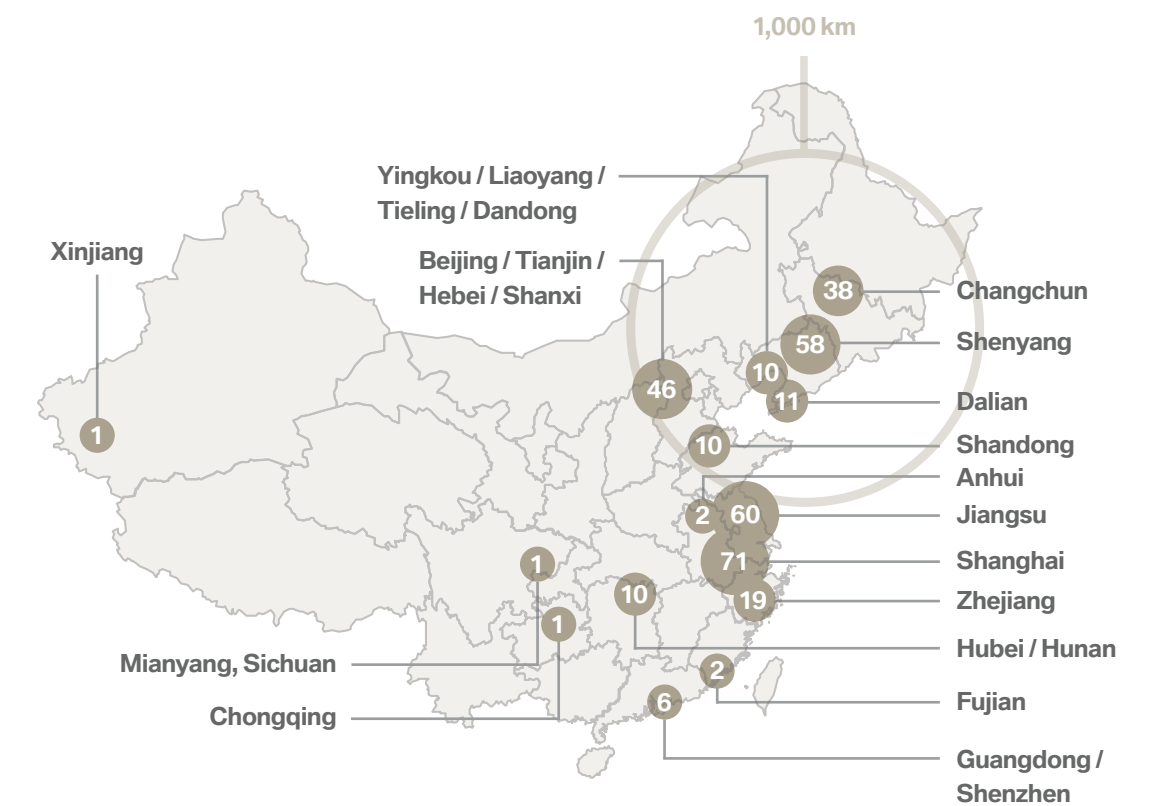 1,000 km
Yingkou / Liaoyang /
Tieling / Dandong
Xinjiang
Beijing / Tianjin /
Hebei / Shanxi
38
Changchun
58
Shenyang
10
46
11
Dalian
1
10
Shandong
Anhui
2
60
Jiangsu
1
71
Shanghai
10
19
Zhejiang
1
Hubei / Hunan
Mianyang, Sichuan
2
6
Fujian
Chongqing
Guangdong /
Shenzhen